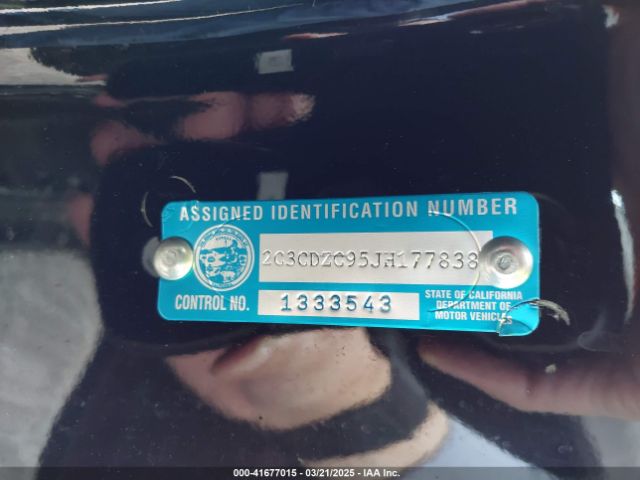 ASSIGNED IDENTIFICATION NUMBER
2C3CDZC95JH177838
CONTROL NO. 1333543
STATE OF CALIFORNIA
DEPARTMENT OF
MOTOR VEHICLES
000-41677015 - 03/21/2025 - IAA Inc.